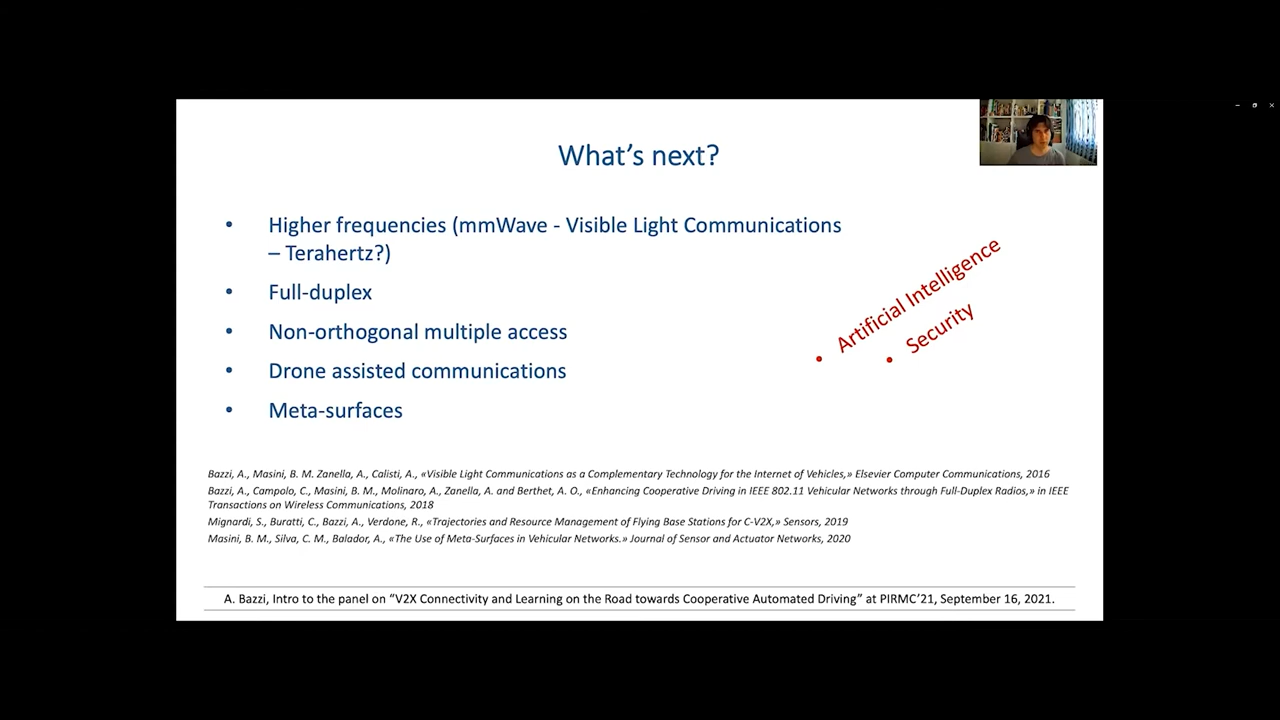 What's next?
• Higher frequencies (mmWave - Visible Light Communications
– Terahertz?)
• Full-duplex
• Non-orthogonal multiple access
• Drone assisted communications
• Meta-surfaces
• Artificial Intelligence
• Security
Bazzi, A., Masini, B. M. Zanella, A., Calisti, A., «Visible Light Communications as a Complementary Technology for the Internet of Vehicles,» Elsevier Computer Communications, 2016
Bazzi, A., Campolo, C., Masini, B. M., Molinaro, A., Zanella, A. and Berthet, A. O., «Enhancing Cooperative Driving in IEEE 802.11 Vehicular Networks through Full-Duplex Radios,» in IEEE
Transactions on Wireless Communications, 2018
Mignardi, S., Buratti, C., Bazzi, A., Verdone, R., «Trajectories and Resource Management of Flying Base Stations for C-V2X,» Sensors, 2019
Masini, B. M., Silva, C. M., Balador, A., «The Use of Meta-Surfaces in Vehicular Networks.» Journal of Sensor and Actuator Networks, 2020
A. Bazzi, Intro to the panel on “V2X Connectivity and Learning on the Road towards Cooperative Automated Driving” at PIRMC’21, September 16, 2021.